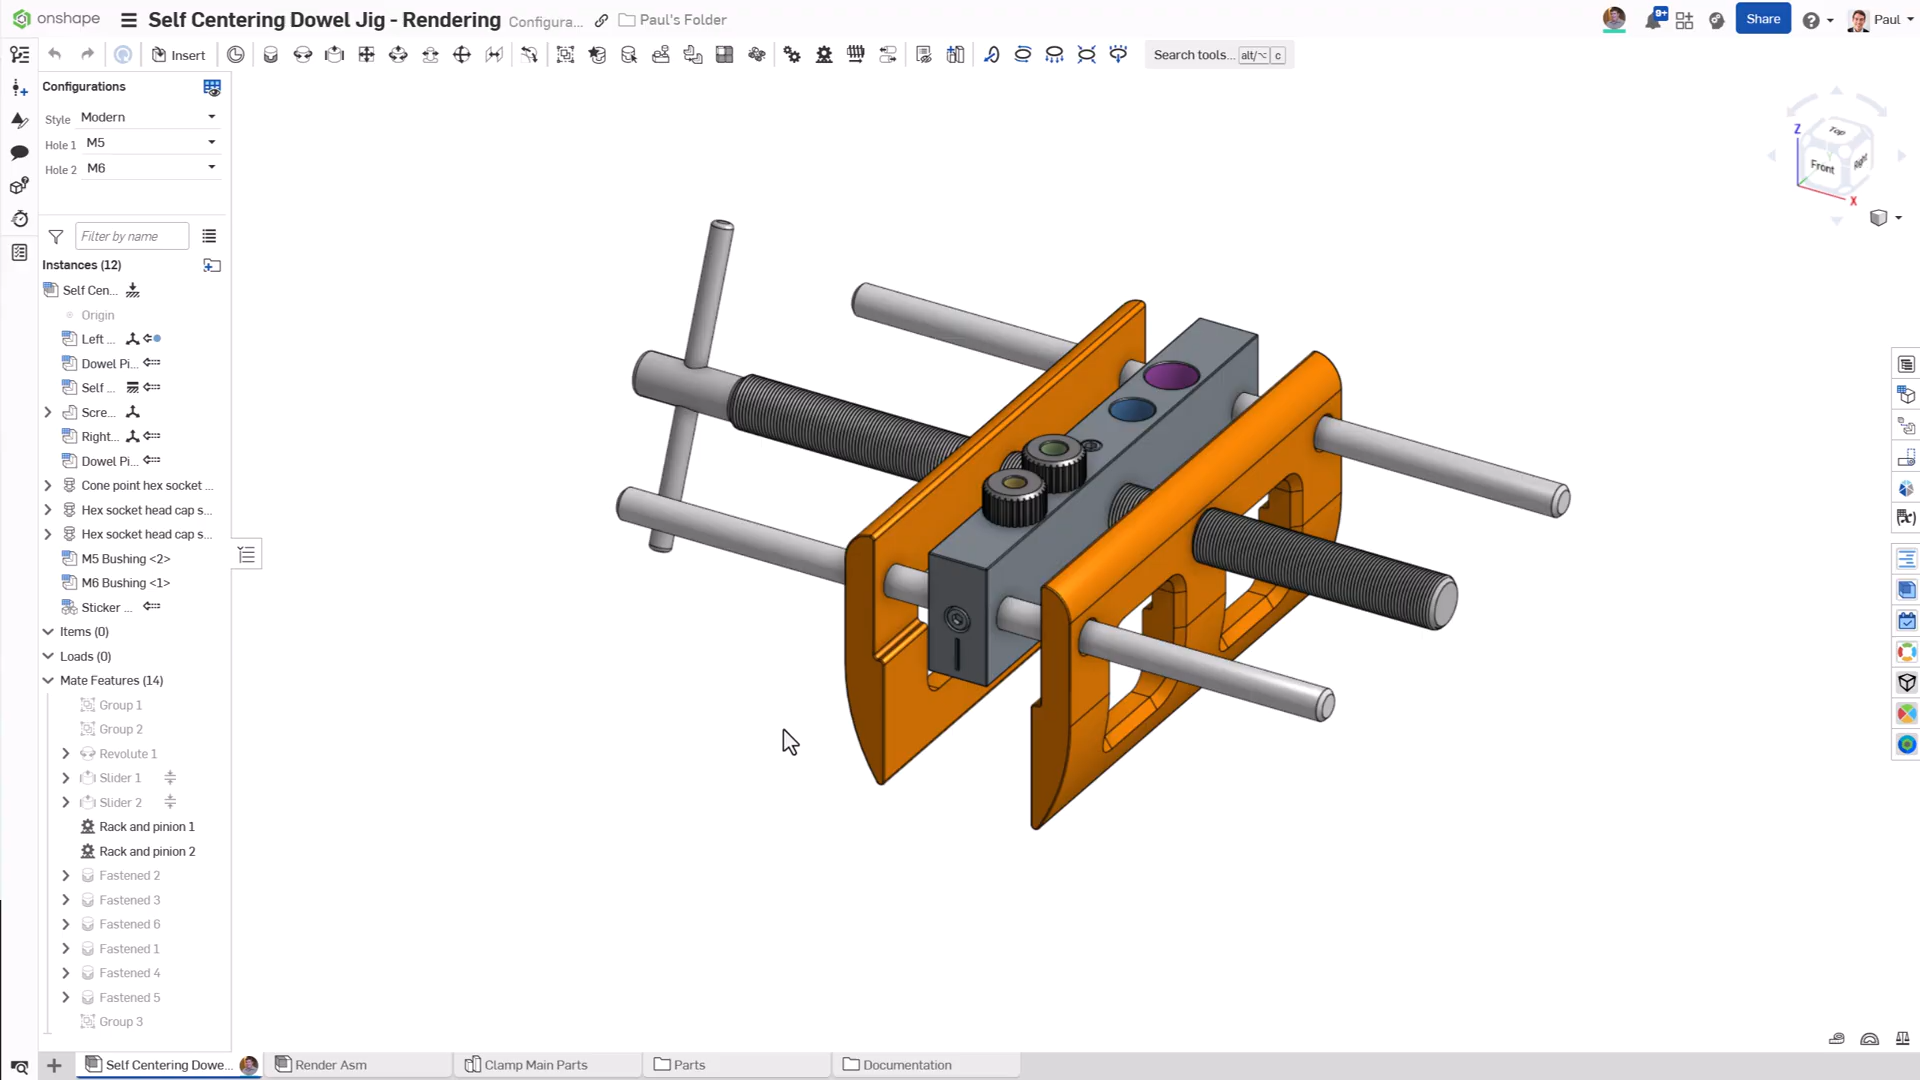 onshape Self Centering Dowel Jig - Rendering Configura... Paul's Folder 9+ Share Paul
Insert Search tools... alt/⌥ c
Configurations
Style Modern
Hole 1 M5
Hole 2 M6
Filter by name
Instances (12)
Self Cen...
Origin
Left ...
Dowel Pi...
Self ...
Scre...
Right...
Dowel Pi...
Cone point hex socket ...
Hex socket head cap s...
Hex socket head cap s...
M5 Bushing <2>
M6 Bushing <1>
Sticker ...
Items (0)
Loads (0)
Mate Features (14)
Group 1
Group 2
Revolute 1
Slider 1
Slider 2
Rack and pinion 1
Rack and pinion 2
Fastened 2
Fastened 3
Fastened 6
Fastened 1
Fastened 4
Fastened 5
Group 3
Top
Z
Front Right
X
Self Centering Dowe... Render Asm Clamp Main Parts Parts Documentation